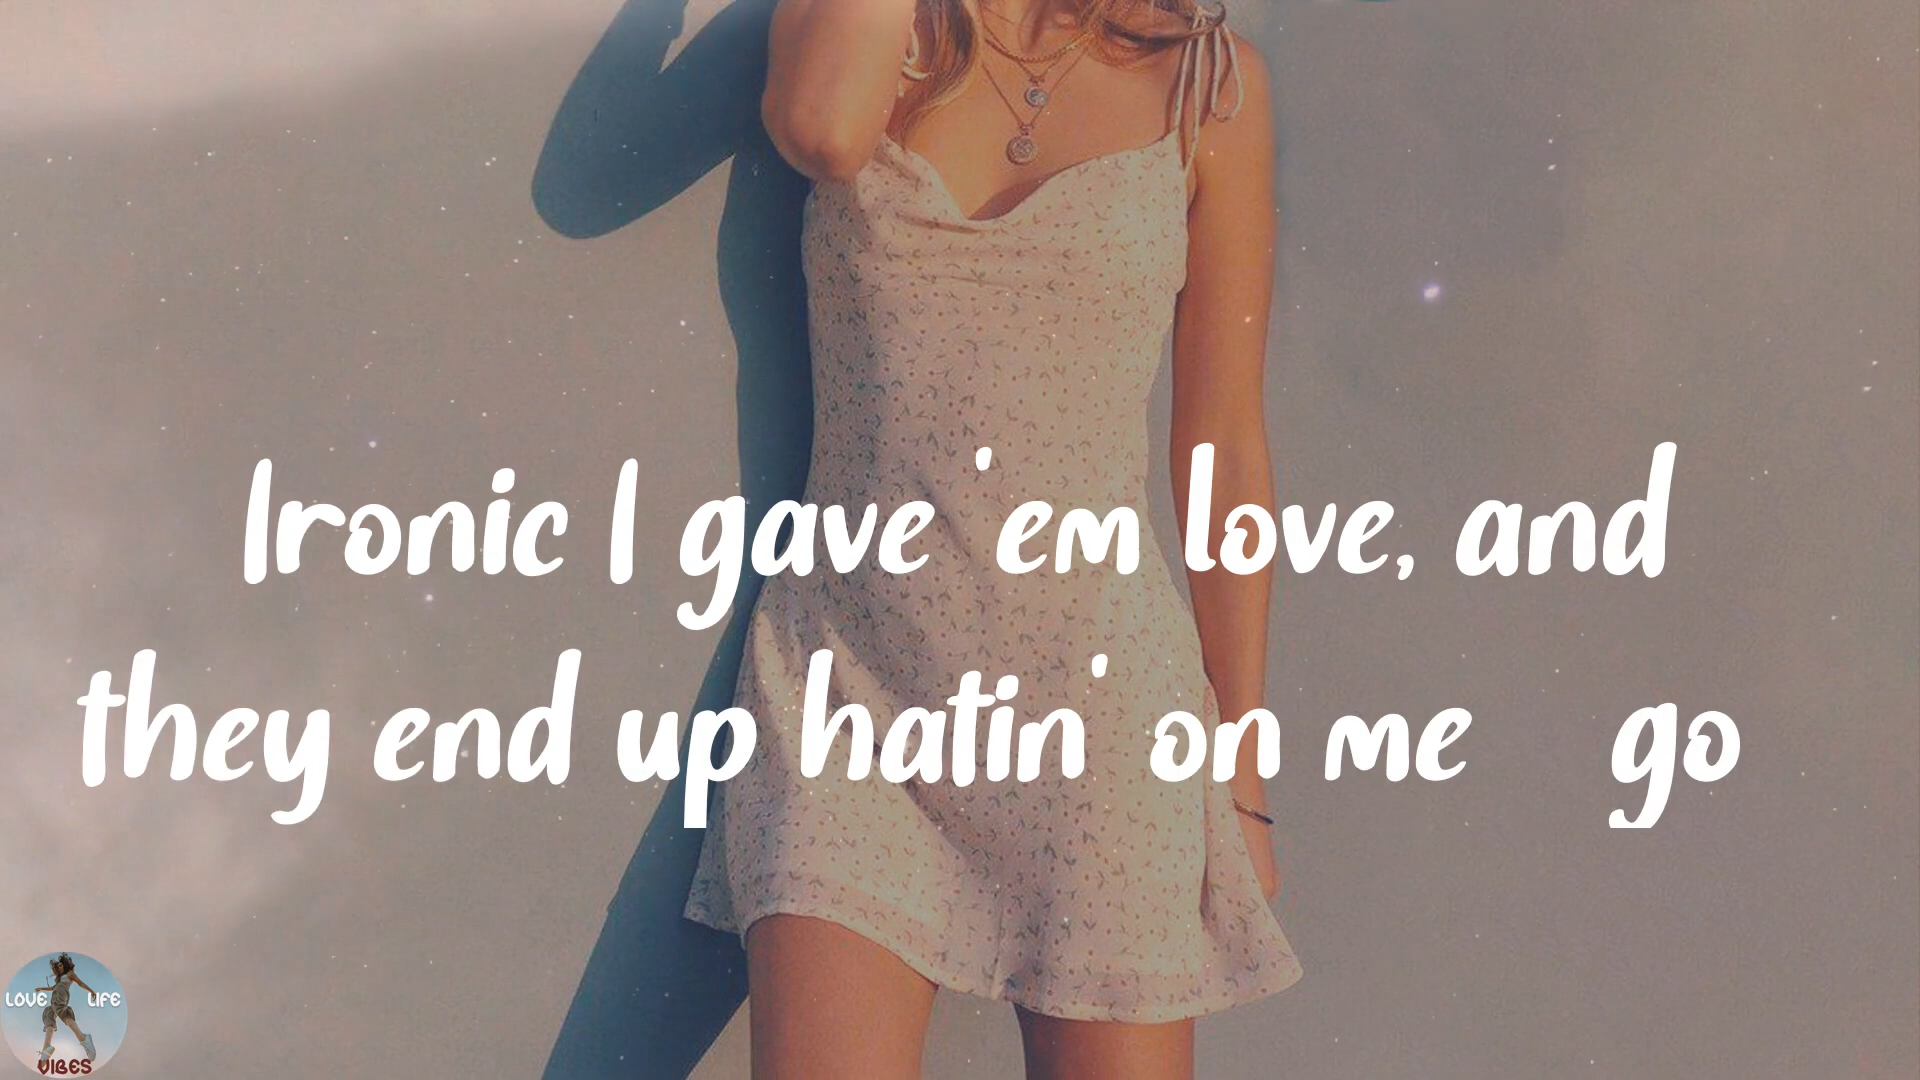 Ironic I gave 'em love, and
they end up hatin' on me go
LOVE LIFE
VIBES